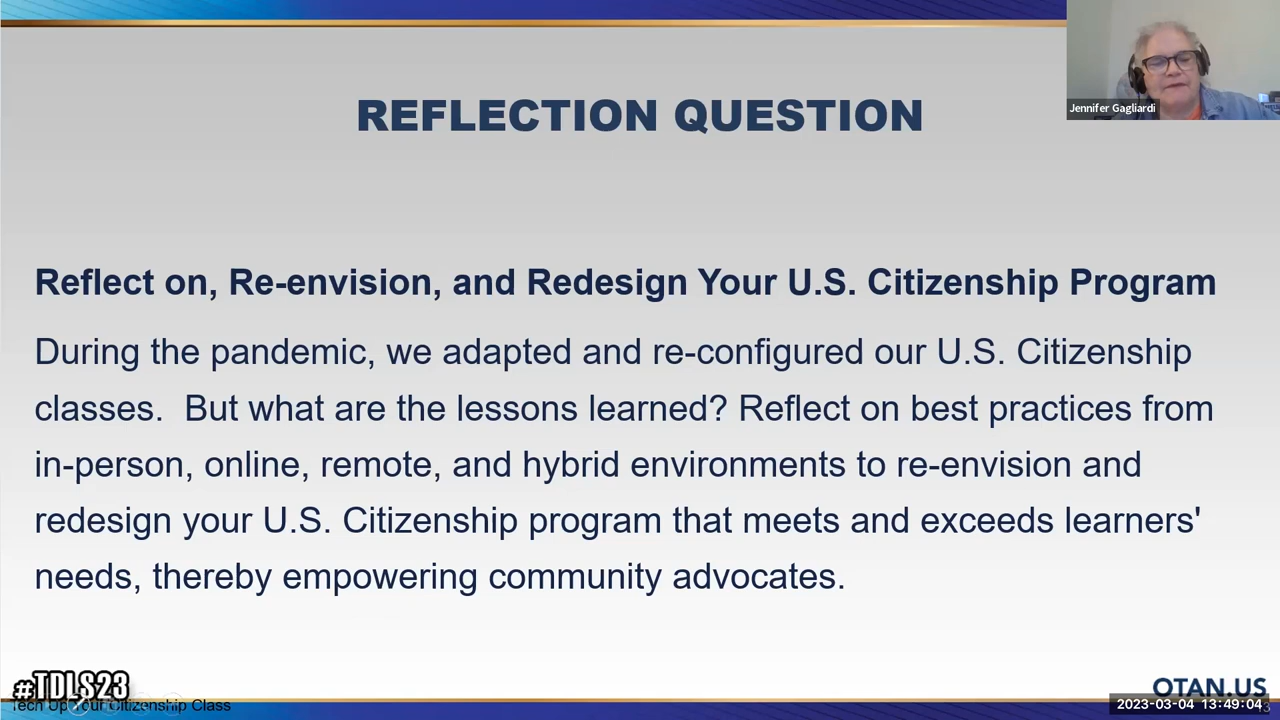 Jennifer Gagliardi
REFLECTION QUESTION
Reflect on, Re-envision, and Redesign Your U.S. Citizenship Program
During the pandemic, we adapted and re-configured our U.S. Citizenship
classes.  But what are the lessons learned? Reflect on best practices from
in-person, online, remote, and hybrid environments to re-envision and
redesign your U.S. Citizenship program that meets and exceeds learners'
needs, thereby empowering community advocates.
#TDLS23
Tech Up Your Citizenship Class
OTAN.US
2023-03-04 13:49:04